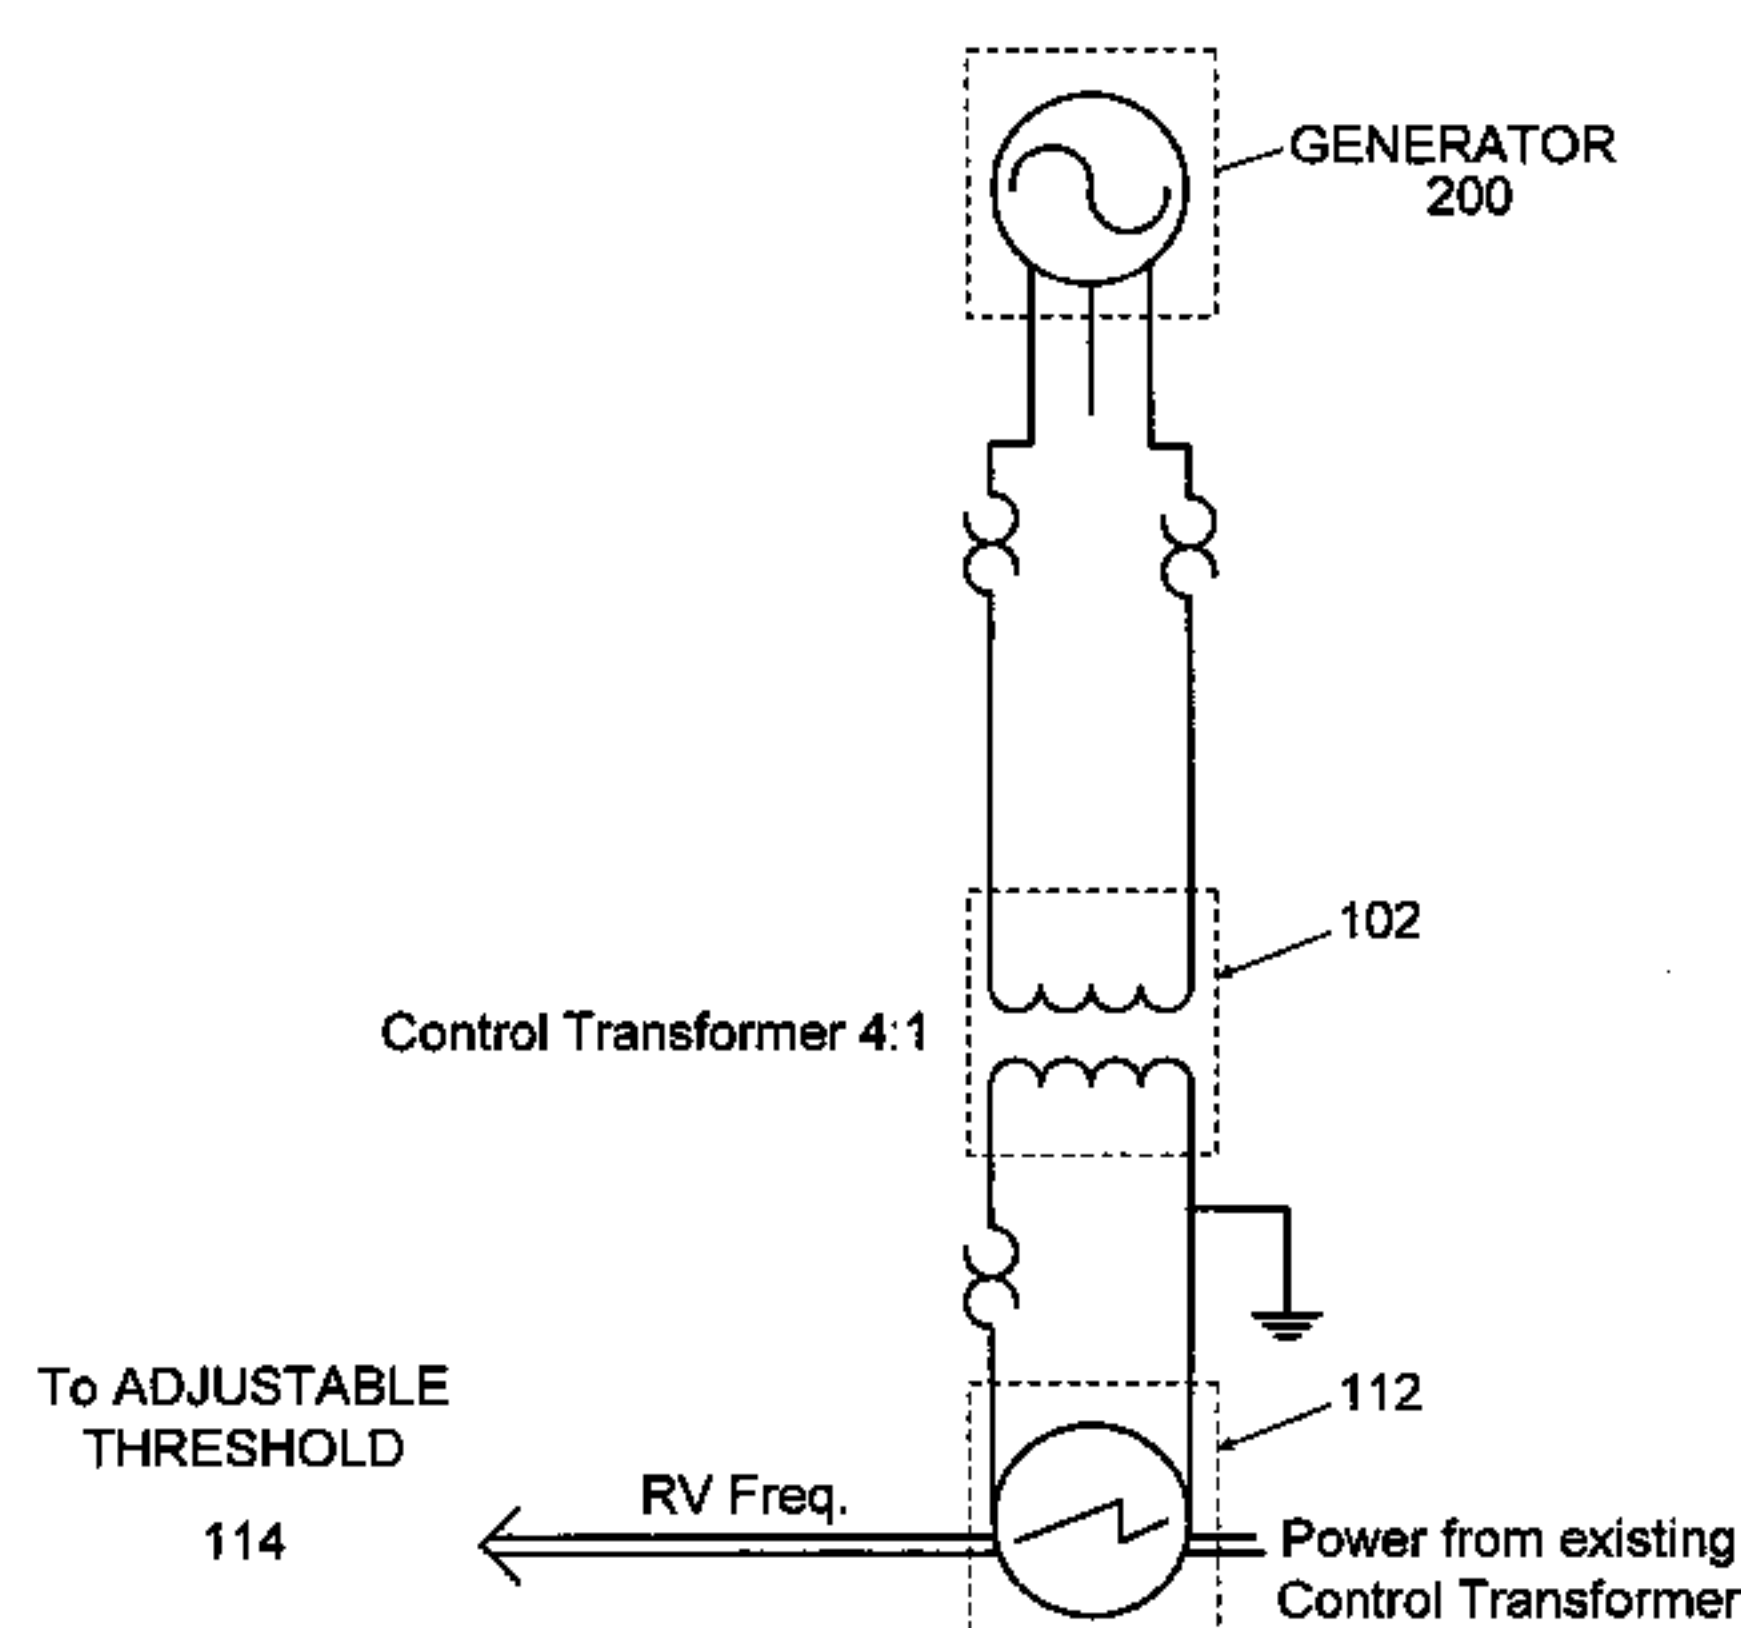 GENERATOR
200
102
Control Transformer 4:1
To ADJUSTABLE
THRESHOLD
114
RV Freq.
112
Power from existing
Control Transformer